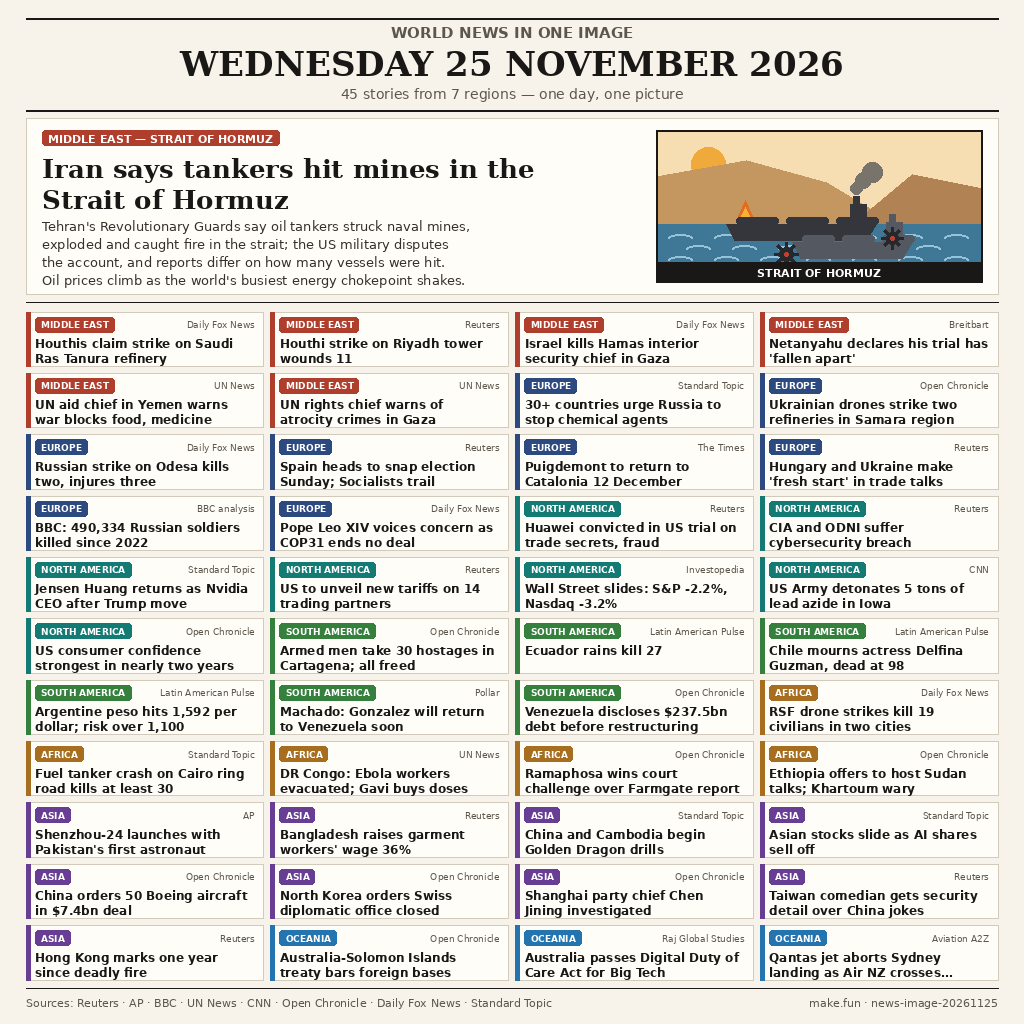 WORLD NEWS IN ONE IMAGE
WEDNESDAY 25 NOVEMBER 2026
45 stories from 7 regions — one day, one picture
MIDDLE EAST — STRAIT OF HORMUZ
Iran says tankers hit mines in the
Strait of Hormuz
Tehran's Revolutionary Guards say oil tankers struck naval mines,
exploded and caught fire in the strait; the US military disputes
the account, and reports differ on how many vessels were hit.
Oil prices climb as the world's busiest energy chokepoint shakes.
STRAIT OF HORMUZ
MIDDLE EAST Daily Fox News
Houthis claim strike on Saudi
Ras Tanura refinery
MIDDLE EAST Reuters
Houthi strike on Riyadh tower
wounds 11
MIDDLE EAST Daily Fox News
Israel kills Hamas interior
security chief in Gaza
MIDDLE EAST Breitbart
Netanyahu declares his trial has
'fallen apart'
MIDDLE EAST UN News
UN aid chief in Yemen warns
war blocks food, medicine
MIDDLE EAST UN News
UN rights chief warns of
atrocity crimes in Gaza
EUROPE Standard Topic
30+ countries urge Russia to
stop chemical agents
EUROPE Open Chronicle
Ukrainian drones strike two
refineries in Samara region
EUROPE Daily Fox News
Russian strike on Odesa kills
two, injures three
EUROPE Reuters
Spain heads to snap election
Sunday; Socialists trail
EUROPE The Times
Puigdemont to return to
Catalonia 12 December
EUROPE Reuters
Hungary and Ukraine make
'fresh start' in trade talks
EUROPE BBC analysis
BBC: 490,334 Russian soldiers
killed since 2022
EUROPE Daily Fox News
Pope Leo XIV voices concern as
COP31 ends no deal
NORTH AMERICA Reuters
Huawei convicted in US trial on
trade secrets, fraud
NORTH AMERICA Reuters
CIA and ODNI suffer
cybersecurity breach
NORTH AMERICA Standard Topic
Jensen Huang returns as Nvidia
CEO after Trump move
NORTH AMERICA Reuters
US to unveil new tariffs on 14
trading partners
NORTH AMERICA Investopedia
Wall Street slides: S&P -2.2%,
Nasdaq -3.2%
NORTH AMERICA CNN
US Army detonates 5 tons of
lead azide in Iowa
NORTH AMERICA Open Chronicle
US consumer confidence
strongest in nearly two years
SOUTH AMERICA Open Chronicle
Armed men take 30 hostages in
Cartagena; all freed
SOUTH AMERICA Latin American Pulse
Ecuador rains kill 27
SOUTH AMERICA Latin American Pulse
Chile mourns actress Delfina
Guzman, dead at 98
SOUTH AMERICA Latin American Pulse
Argentine peso hits 1,592 per
dollar; risk over 1,100
SOUTH AMERICA Pollar
Machado: Gonzalez will return
to Venezuela soon
SOUTH AMERICA Open Chronicle
Venezuela discloses $237.5bn
debt before restructuring
AFRICA Daily Fox News
RSF drone strikes kill 19
civilians in two cities
AFRICA Standard Topic
Fuel tanker crash on Cairo ring
road kills at least 30
AFRICA UN News
DR Congo: Ebola workers
evacuated; Gavi buys doses
AFRICA Open Chronicle
Ramaphosa wins court
challenge over Farmgate report
AFRICA Open Chronicle
Ethiopia offers to host Sudan
talks; Khartoum wary
ASIA AP
Shenzhou-24 launches with
Pakistan's first astronaut
ASIA Reuters
Bangladesh raises garment
workers' wage 36%
ASIA Standard Topic
China and Cambodia begin
Golden Dragon drills
ASIA Standard Topic
Asian stocks slide as AI shares
sell off
ASIA Open Chronicle
China orders 50 Boeing aircraft
in $7.4bn deal
ASIA Open Chronicle
North Korea orders Swiss
diplomatic office closed
ASIA Open Chronicle
Shanghai party chief Chen
Jining investigated
ASIA Reuters
Taiwan comedian gets security
detail over China jokes
ASIA Reuters
Hong Kong marks one year
since deadly fire
OCEANIA Open Chronicle
Australia-Solomon Islands
treaty bars foreign bases
OCEANIA Raj Global Studies
Australia passes Digital Duty of
Care Act for Big Tech
OCEANIA Aviation A2Z
Qantas jet aborts Sydney
landing as Air NZ crosses…
Sources: Reuters · AP · BBC · UN News · CNN · Open Chronicle · Daily Fox News · Standard Topic
make.fun · news-image-20261125